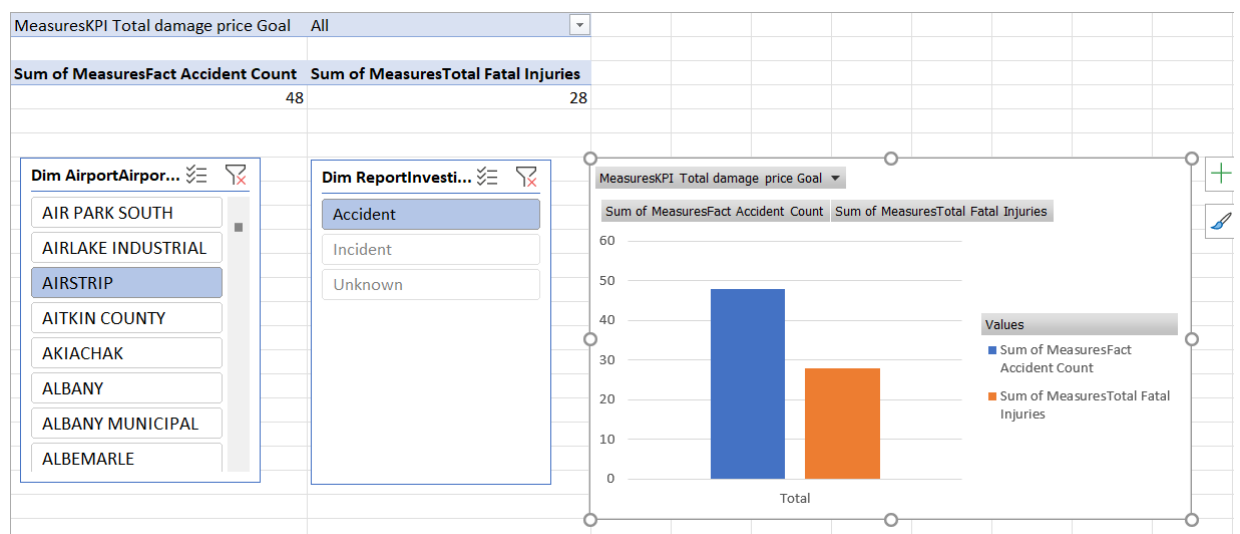 MeasuresKPI Total damage price Goal All
Sum of MeasuresFact Accident Count Sum of MeasuresTotal Fatal Injuries
48 28
Dim AirportAirpor...
AIR PARK SOUTH
AIRLAKE INDUSTRIAL
AIRSTRIP
AITKIN COUNTY
AKIACHAK
ALBANY
ALBANY MUNICIPAL
ALBEMARLE
Dim ReportInvesti...
Accident
Incident
Unknown
MeasuresKPI Total damage price Goal
Sum of MeasuresFact Accident Count Sum of MeasuresTotal Fatal Injuries
60
50
40
30
20
10
0
Total
Values
Sum of MeasuresFact
Accident Count
Sum of MeasuresTotal Fatal
Injuries